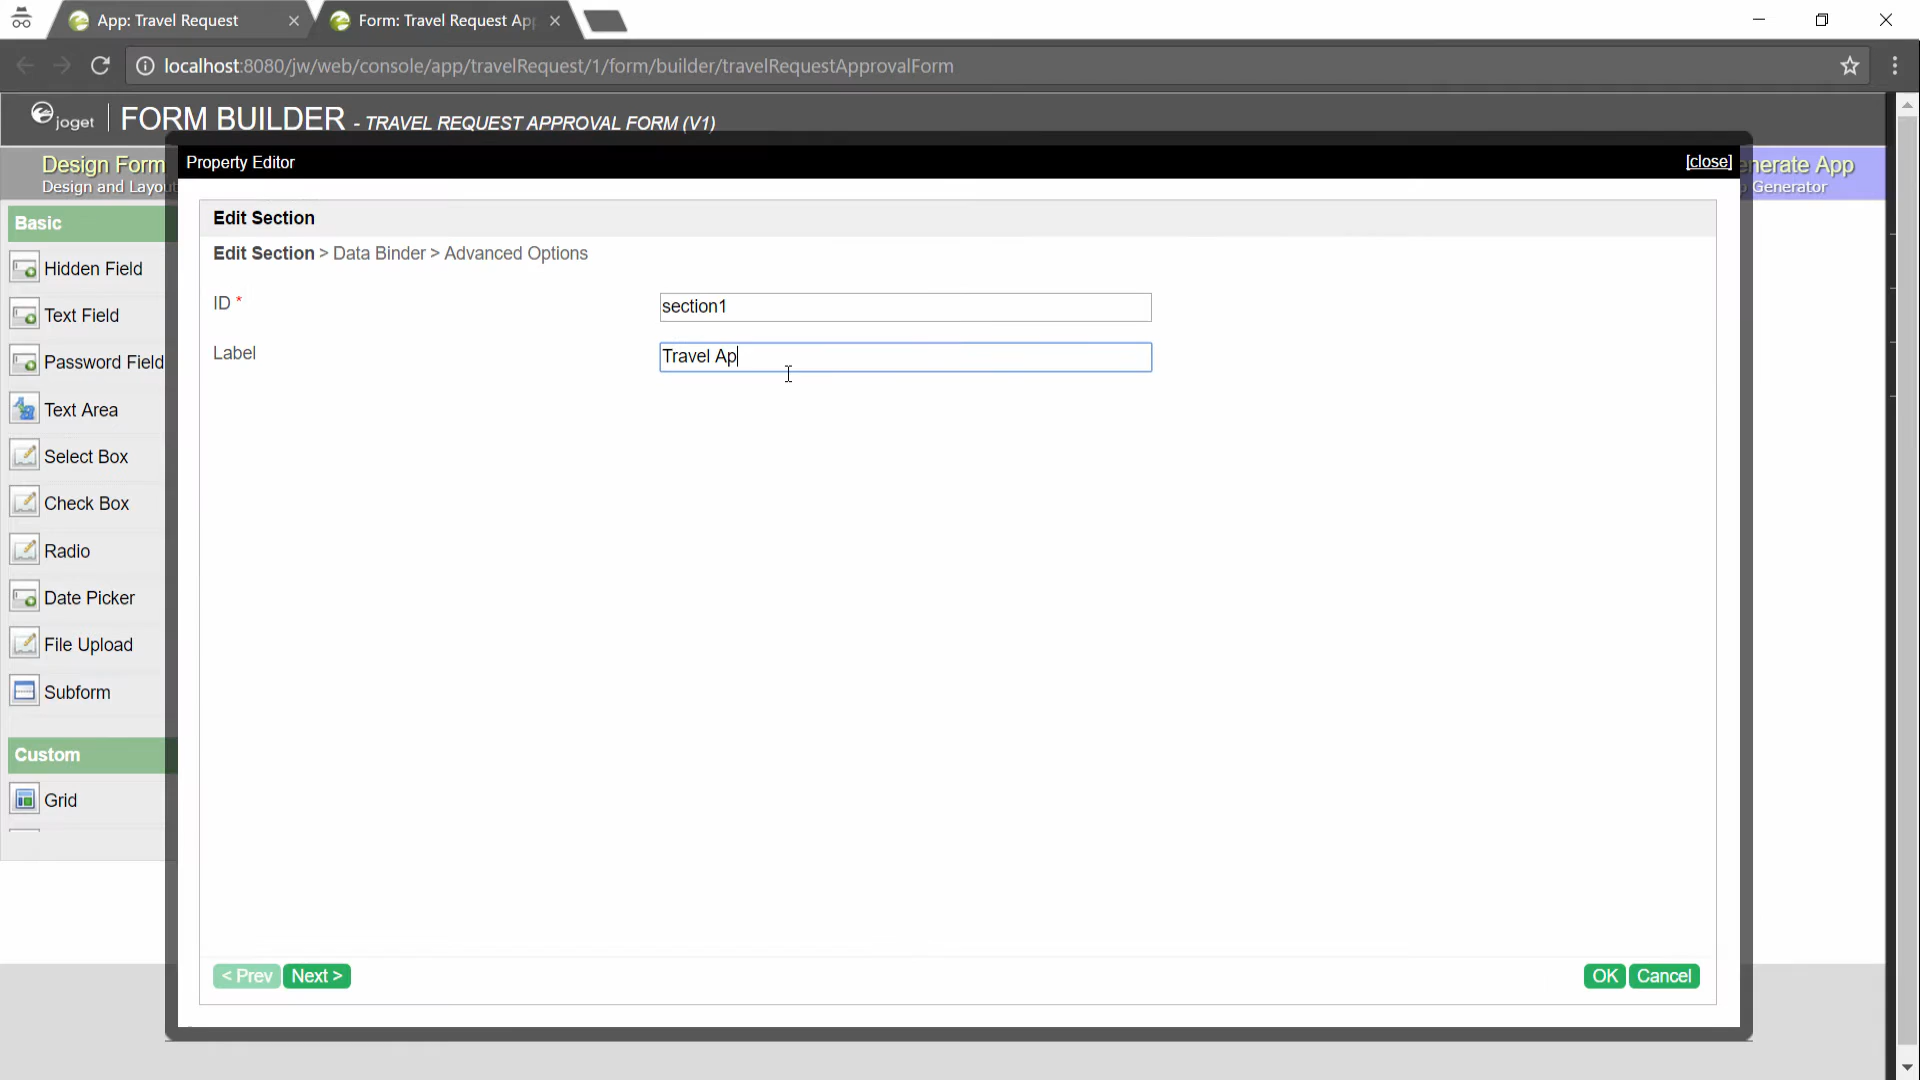 App: Travel Request
Form: Travel Request Ap
localhost:8080/jw/web/console/app/travelRequest/1/form/builder/travelRequestApprovalForm
joget
FORM BUILDER - TRAVEL REQUEST APPROVAL FORM (V1)
Design Form
Design and Layou
nerate App
Generator
Property Editor
[close]
Basic
Hidden Field
Text Field
Password Field
Text Area
Select Box
Check Box
Radio
Date Picker
File Upload
Subform
Custom
Grid
Edit Section
Edit Section > Data Binder > Advanced Options
ID *
section1
Label
Travel Ap
< Prev
Next >
OK
Cancel